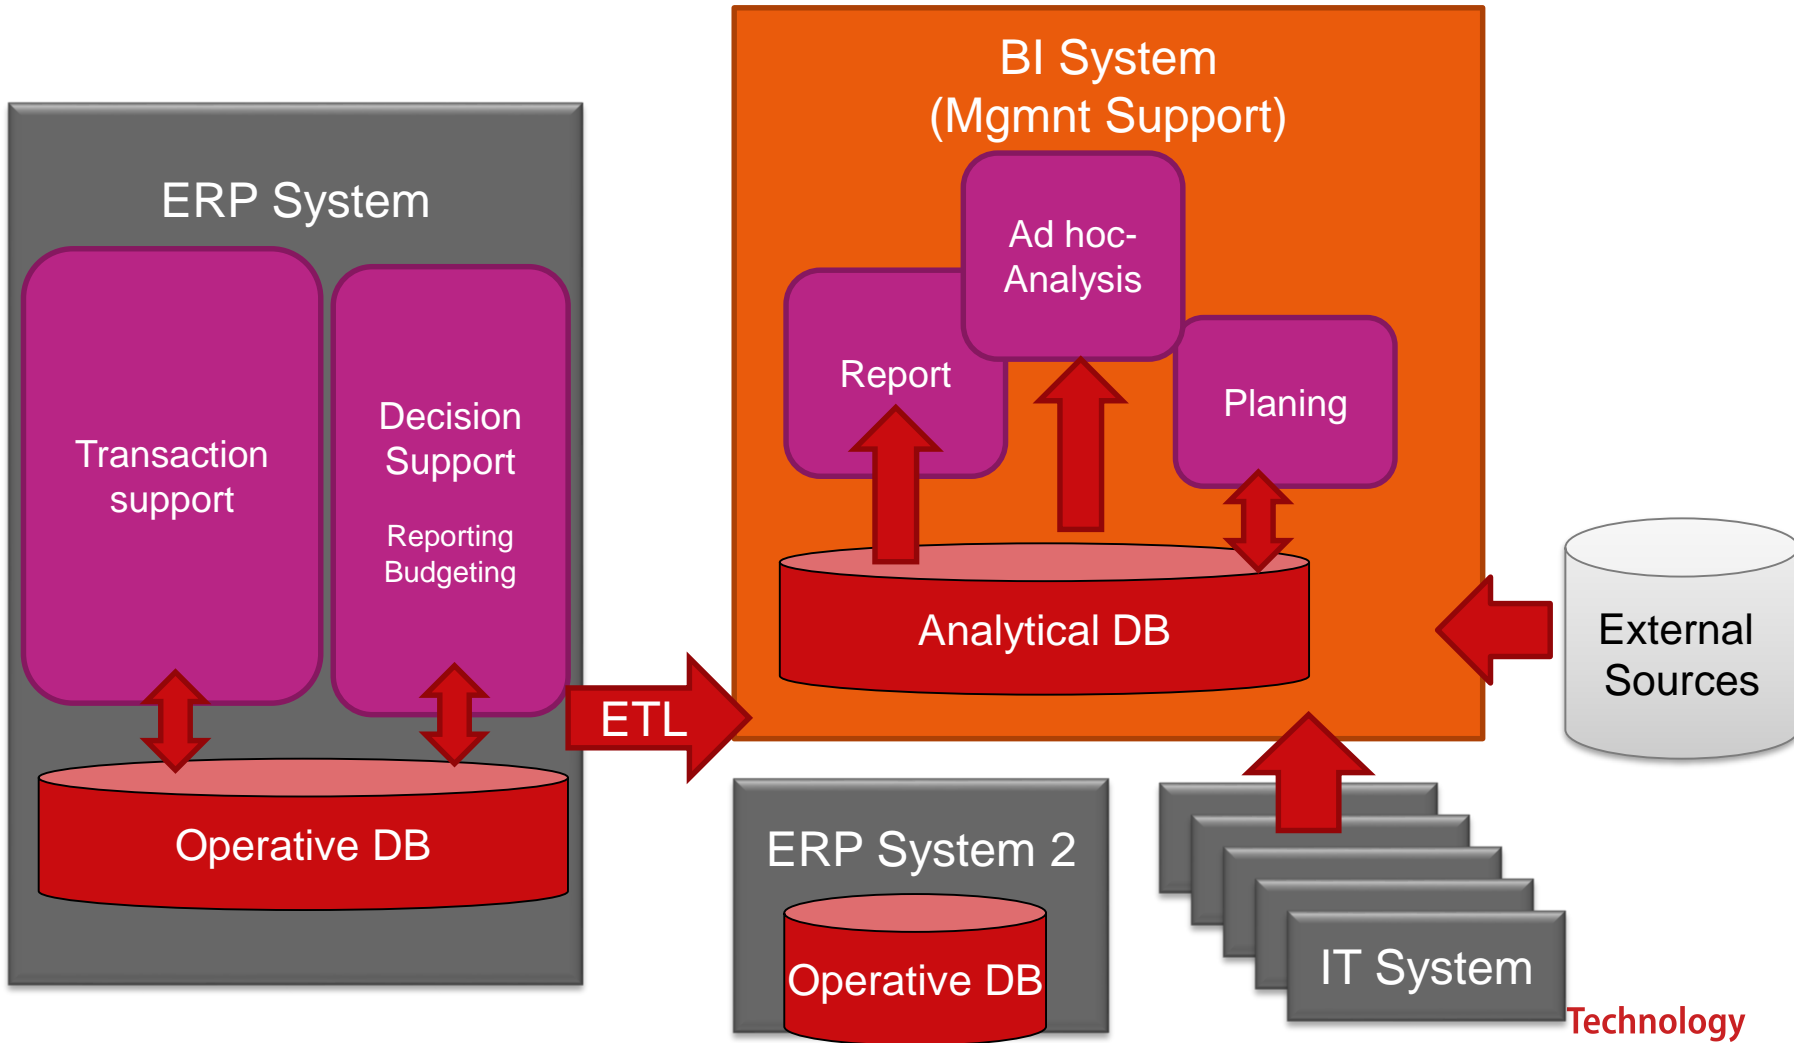 ERP System
Transaction
support
Decision
Support
Reporting
Budgeting
Operative DB
ETL
BI System
(Mgmnt Support)
Report
Ad hoc-
Analysis
Planing
Analytical DB
External
Sources
ERP System 2
Operative DB
IT System
Technology